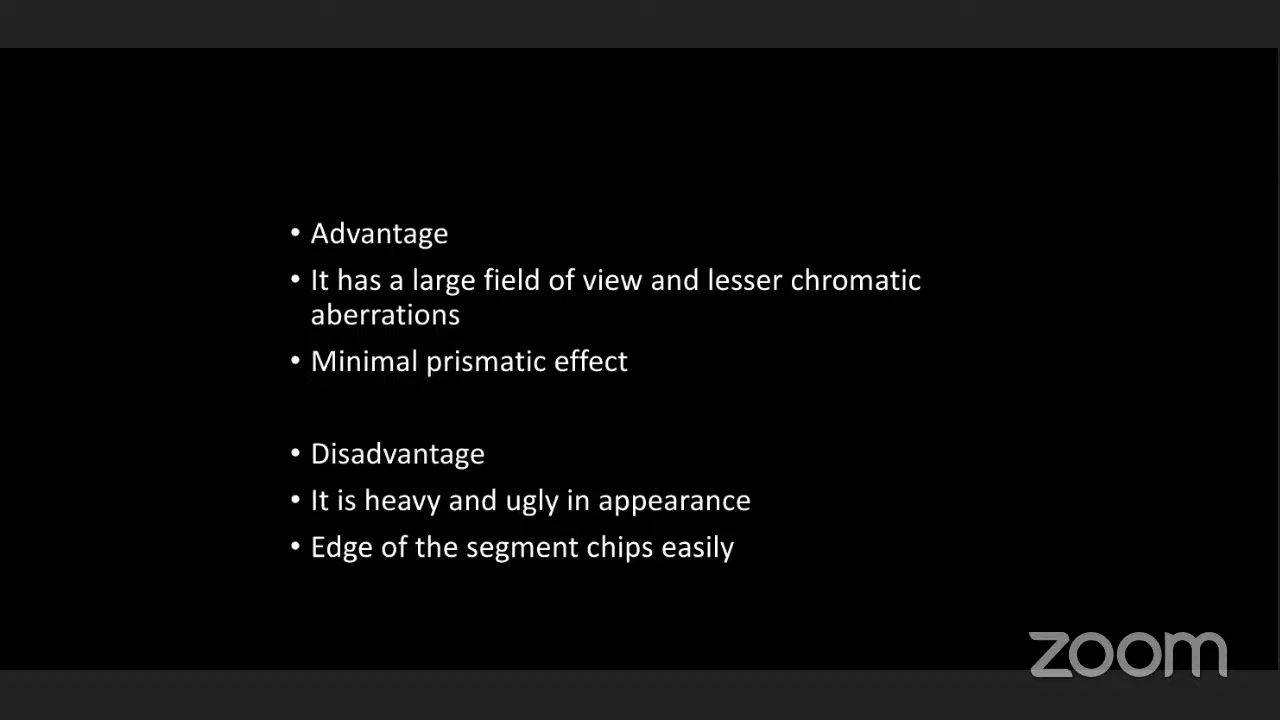 • Advantage
• It has a large field of view and lesser chromatic
aberrations
• Minimal prismatic effect
• Disadvantage
• It is heavy and ugly in appearance
• Edge of the segment chips easily
zoom